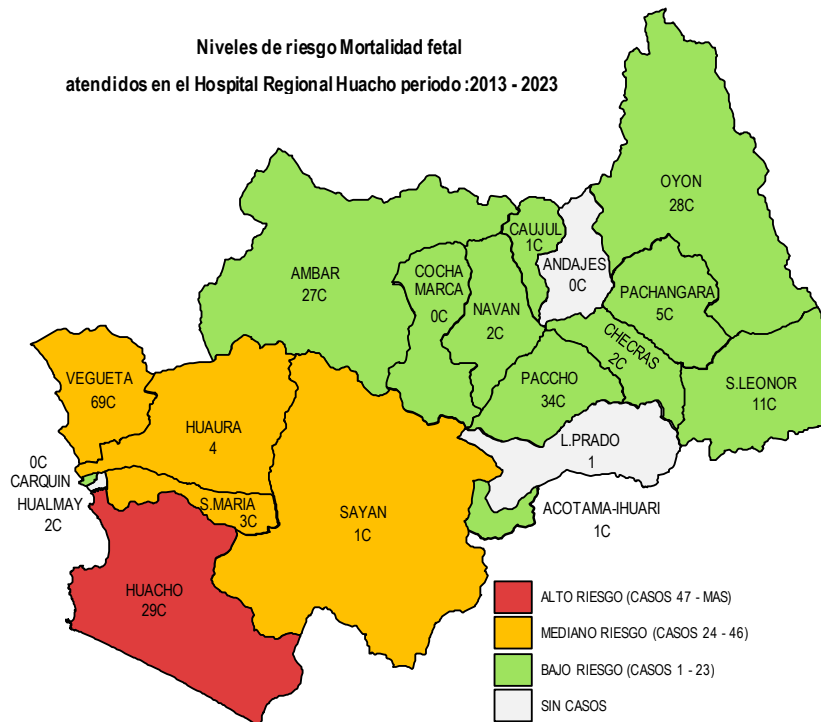 Niveles de riesgo Mortalidad fetal
atendidos en el Hospital Regional Huacho periodo :2013 - 2023
OYON
28C
CAUJUL
1C
ANDAJES
0C
AMBAR
27C
COCHA
MARCA
0C
NAVAN
2C
PACHANGARA
5C
CHECRAS
2C
VEGUETA
69C
PACCHO
34C
S.LEONOR
11C
HUAURA
4
L.PRADO
1
0C
CARQUIN
HUALMAY
2C
S.MARIA
3C
SAYAN
1C
ACOTAMA-IHUARI
1C
HUACHO
29C
ALTO RIESGO (CASOS 47 - MAS)
MEDIANO RIESGO (CASOS 24 - 46)
BAJO RIESGO (CASOS 1 - 23)
SIN CASOS